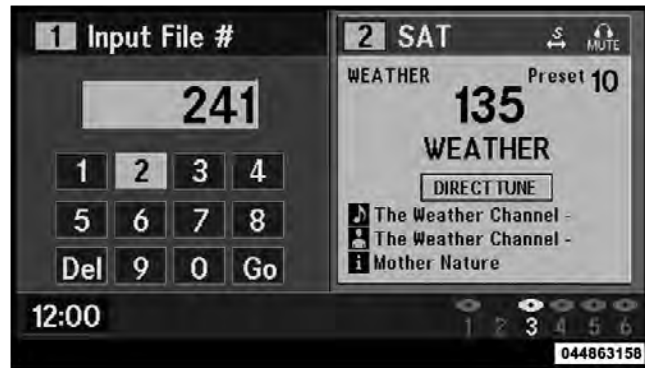 1 Input File #
241
1 2 3 4
5 6 7 8
Del 9 0 Go
2 SAT S MUTE
WEATHER Preset 10
135
WEATHER
DIRECT TUNE
The Weather Channel -
The Weather Channel -
i Mother Nature
12:00
1 2 3 4 5 6
044863158